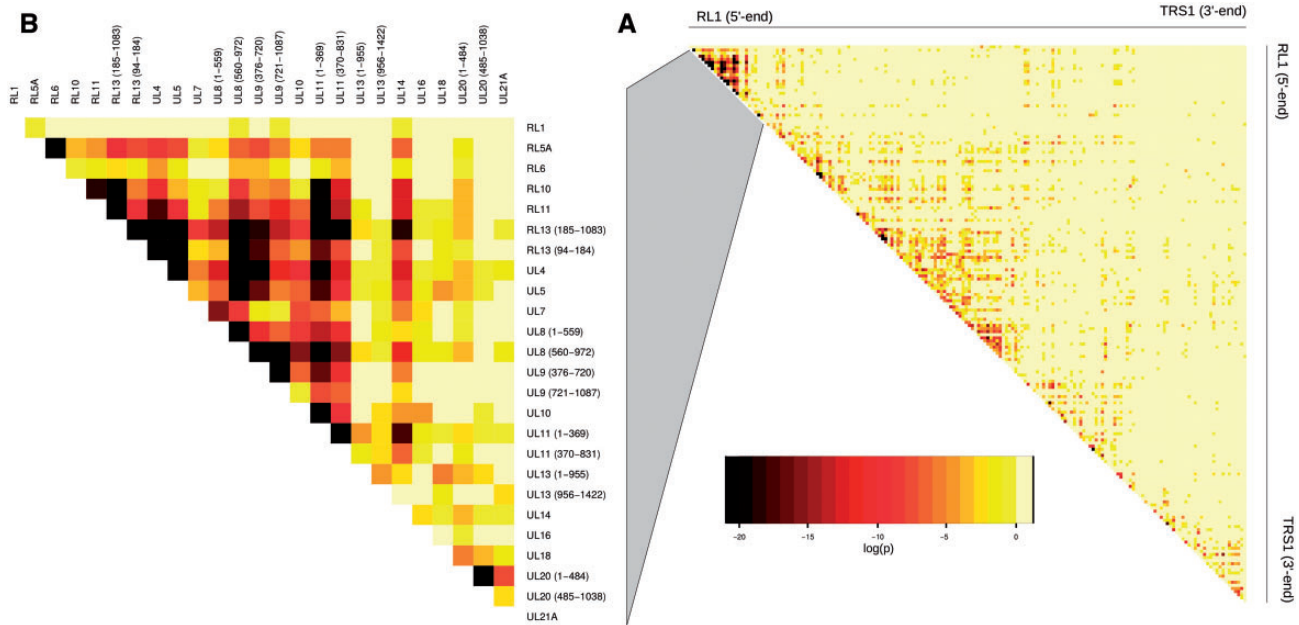 B
RL1
RL5A
RL6
RL10
RL11
RL13 (185−1083)
RL13 (94−184)
UL4
UL5
UL7
UL8 (1−559)
UL8 (560−972)
UL9 (376−720)
UL9 (721−1087)
UL10
UL11 (1−369)
UL11 (370−831)
UL13 (1−955)
UL13 (956−1422)
UL14
UL16
UL18
UL20 (1−484)
UL20 (485−1038)
UL21A
RL1
RL5A
RL6
RL10
RL11
RL13 (185−1083)
RL13 (94−184)
UL4
UL5
UL7
UL8 (1−559)
UL8 (560−972)
UL9 (376−720)
UL9 (721−1087)
UL10
UL11 (1−369)
UL11 (370−831)
UL13 (1−955)
UL13 (956−1422)
UL14
UL16
UL18
UL20 (1−484)
UL20 (485−1038)
UL21A
A
RL1 (5'-end)
TRS1 (3'-end)
RL1 (5'-end)
TRS1 (3'-end)
−20 −15 −10 −5 0
log(p)